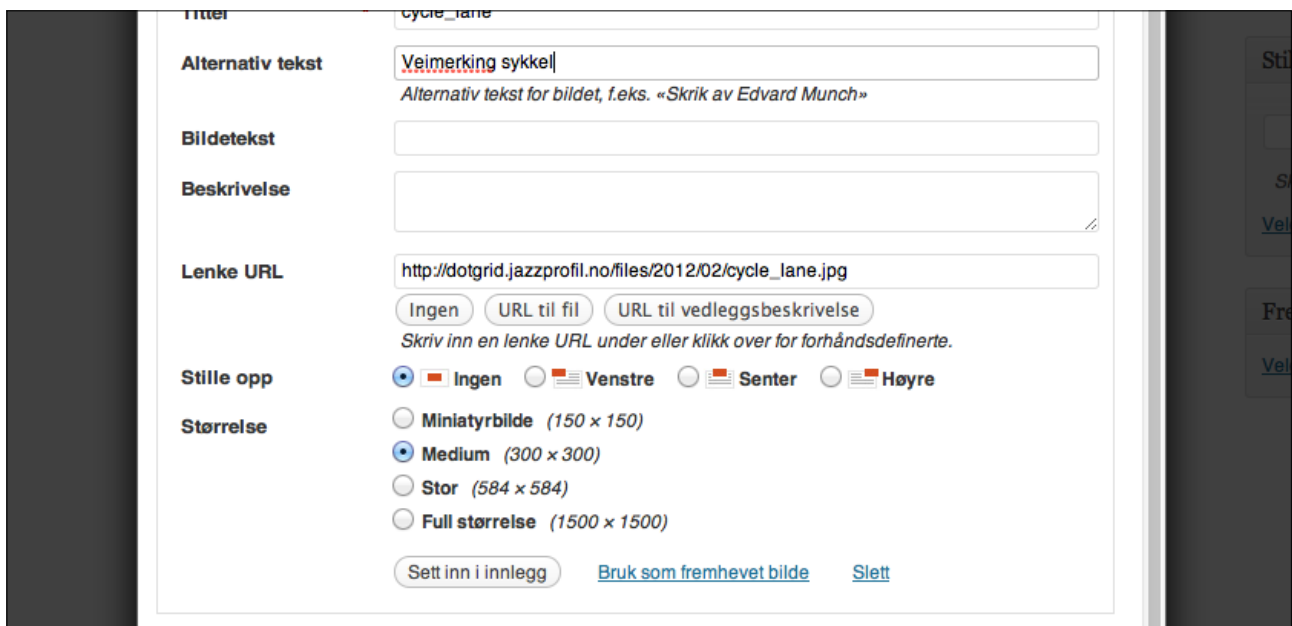 Tittel cycle_lane
Alternativ tekst Veimerking sykkel
Alternativ tekst for bildet, f.eks. «Skrik av Edvard Munch»
Bildetekst
Beskrivelse
Lenke URL http://dotgrid.jazzprofil.no/files/2012/02/cycle_lane.jpg
Ingen URL til fil URL til vedleggsbeskrivelse
Skriv inn en lenke URL under eller klikk over for forhåndsdefinerte.
Stille opp Ingen Venstre Senter Høyre
Størrelse Miniatyrbilde (150 × 150)
Medium (300 × 300)
Stor (584 × 584)
Full størrelse (1500 × 1500)
Sett inn i innlegg Bruk som fremhevet bilde Slett